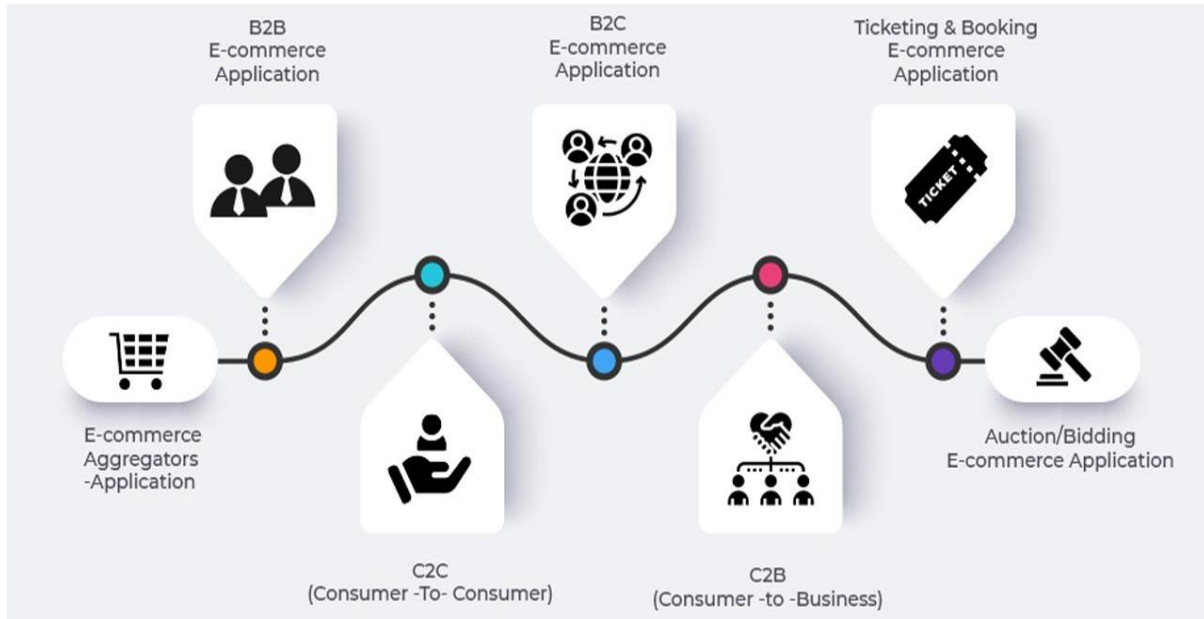 B2B
E-commerce
Application
B2C
E-commerce
Application
Ticketing & Booking
E-commerce
Application
TICKET
E-commerce
Aggregators
-Application
Auction/Bidding
E-commerce Application
C2C
(Consumer -To- Consumer)
C2B
(Consumer -to -Business)